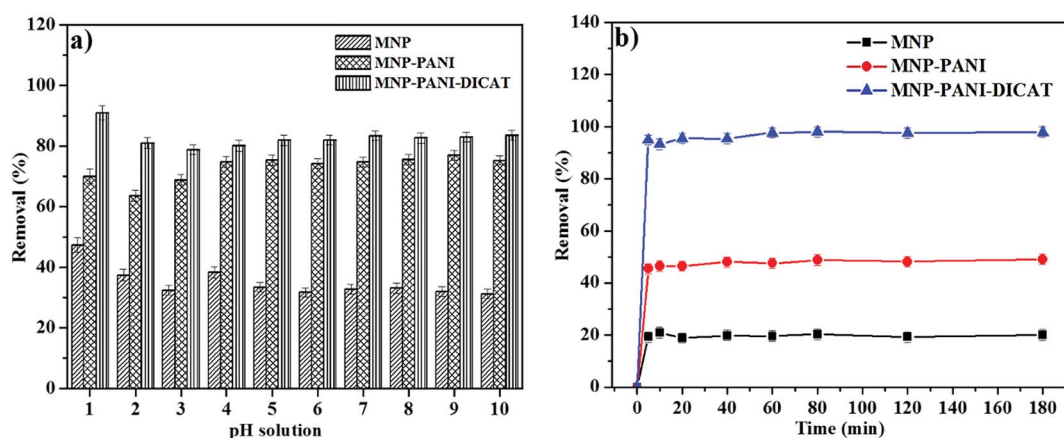 a)
MNP
MNP-PANI
MNP-PANI-DICAT
120
100
80
60
40
20
0
Removal (%)
1 2 3 4 5 6 7 8 9 10
pH solution
b)
MNP
MNP-PANI
MNP-PANI-DICAT
140
120
100
80
60
40
20
0
Removal (%)
0 20 40 60 80 100 120 140 160 180
Time (min)